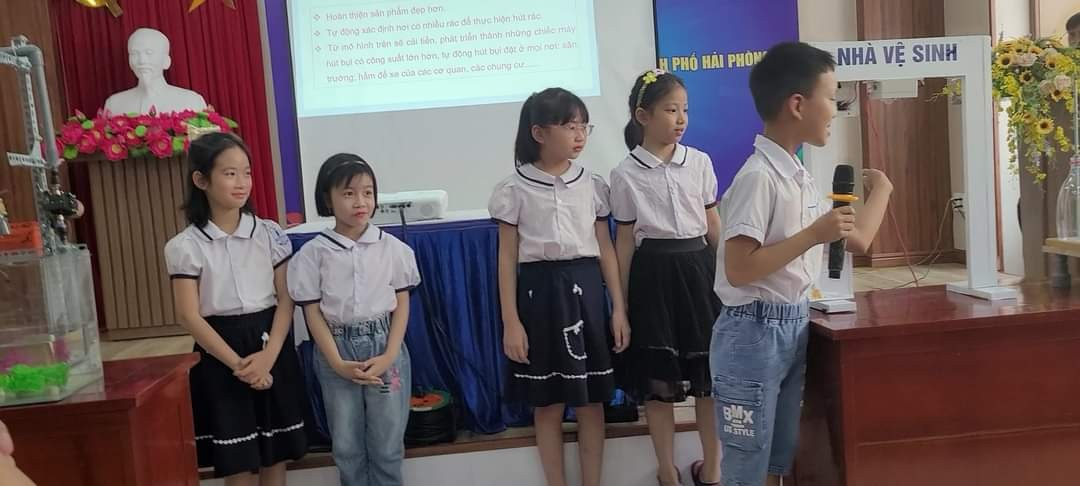 ❖ Hoàn thiện sản phẩm đẹp hơn.
❖ Tự động xác định nơi có nhiều rác để thực hiện hút rác.
❖ Từ mô hình trên sẽ cải tiến, phát triển thành những chiếc máy
hút bụi có công suất lớn hơn, tự động hút bụi đặt ở mọi nơi: sân
trường, hầm để xe của các cơ quan, các chung cư......
PHỐ HẢI PHÒNG
NHÀ VỆ SINH
BMX
STYLE